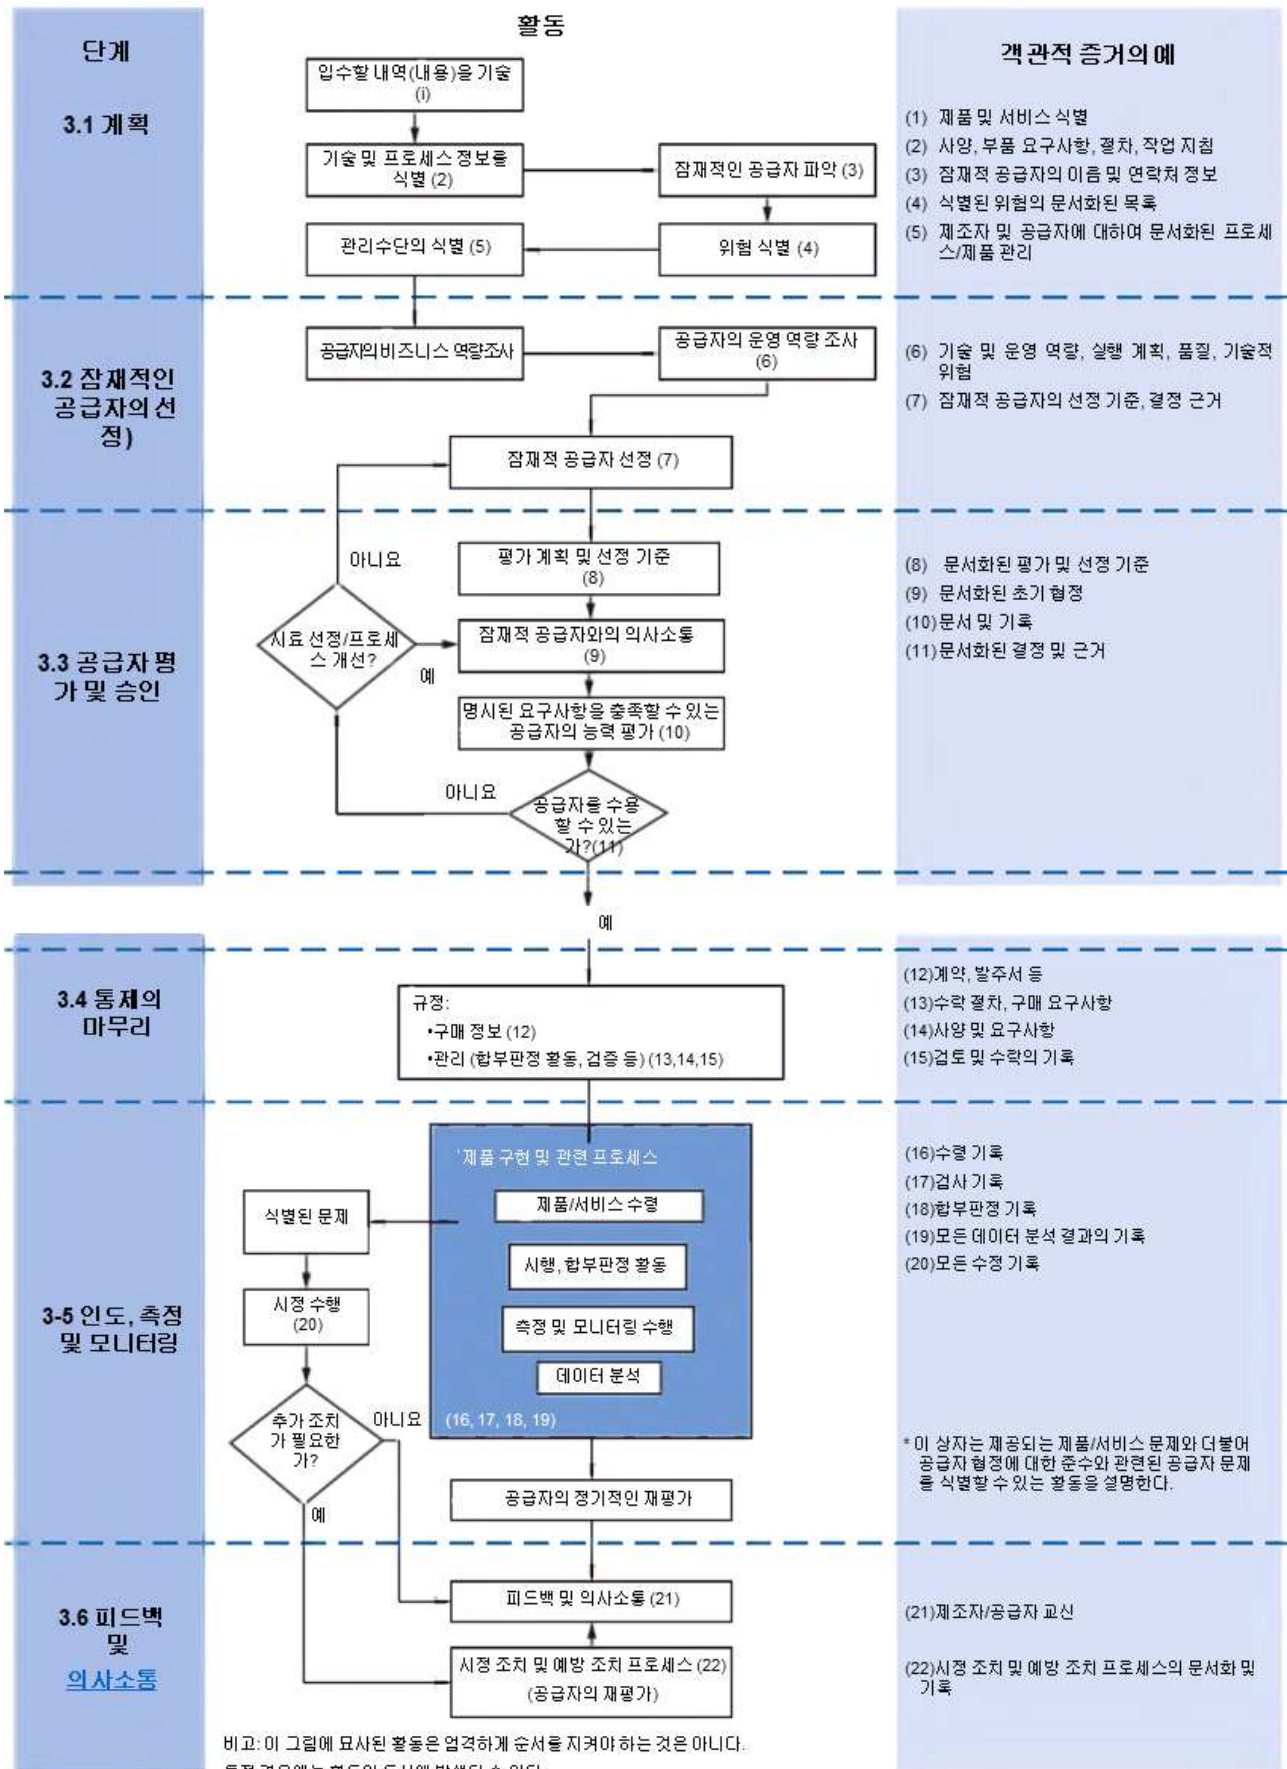 단계
활동
객관적 증거의 예
3.1 계획
입수할 내역(내용)을 기술
(i)
기술 및 프로세스 정보를
식별 (2)
잠재적인 공급자 파악 (3)
관리수단의 식별 (5)
위험 식별 (4)
(1) 제품 및 서비스 식별
(2) 사양, 부품 요구사항, 절차, 작업 지침
(3) 잠재적 공급자의 이름 및 연락처 정보
(4) 식별된 위험의 문서화된 목록
(5) 제조자 및 공급자에 대하여 문서화된 프로세
스/제품 관리
3.2 잠재적인
공급자의 선
정)
공급자의 비즈니스 역량조사
공급자의 운영 역량 조사
(6)
잠재적 공급자 선정 (7)
(6) 기술 및 운영 역량, 실행 계획, 품질, 기술적
위험
(7) 잠재적 공급자의 선정 기준, 결정 근거
3.3 공급자 평
가 및 승인
아니요
평가 계획 및 선정 기준
(8)
시료 선정/프로세
스 개선?
예
잠재적 공급자와의 의사소통
(9)
명시된 요구사항을 충족할 수 있는
공급자의 능력 평가 (10)
아니요
공급자를 수용
할 수 있는
가?(11)
예
(8) 문서화된 평가 및 선정 기준
(9) 문서화된 초기 협정
(10)문서 및 기록
(11)문서화된 결정 및 근거
3.4 통제의
마무리
규정:
•구매 정보 (12)
•관리 (합부판정 활동, 검증 등) (13,14,15)
(12)계약, 발주서 등
(13)수락 절차, 구매 요구사항
(14)사양 및 요구사항
(15)검토 및 수락의 기록
3-5 인도, 측정
및 모니터링
'제품 구현 및 관련 프로세스
제품/서비스 수령
시행, 합부판정 활동
측정 및 모니터링 수행
데이터 분석
(16, 17, 18, 19)
식별된 문제
시정 수행
(20)
추가 조치
가 필요한
가?
아니요
예
공급자의 정기적인 재평가
(16)수령 기록
(17)검사 기록
(18)합부판정 기록
(19)모든 데이터 분석 결과의 기록
(20)모든 수정 기록
* 이 상자는 제공되는 제품/서비스 문제와 더불어
공급자 협정에 대한 준수와 관련된 공급자 문제
를 식별할 수 있는 활동을 설명한다.
3.6 피드백
및
의사소통
피드백 및 의사소통 (21)
시정 조치 및 예방 조치 프로세스 (22)
(공급자의 재평가)
(21)제조자/공급자 교신
(22)시정 조치 및 예방 조치 프로세스의 문서화 및
기록
비고: 이 그림에 묘사된 활동은 엄격하게 순서를 지켜야 하는 것은 아니다.